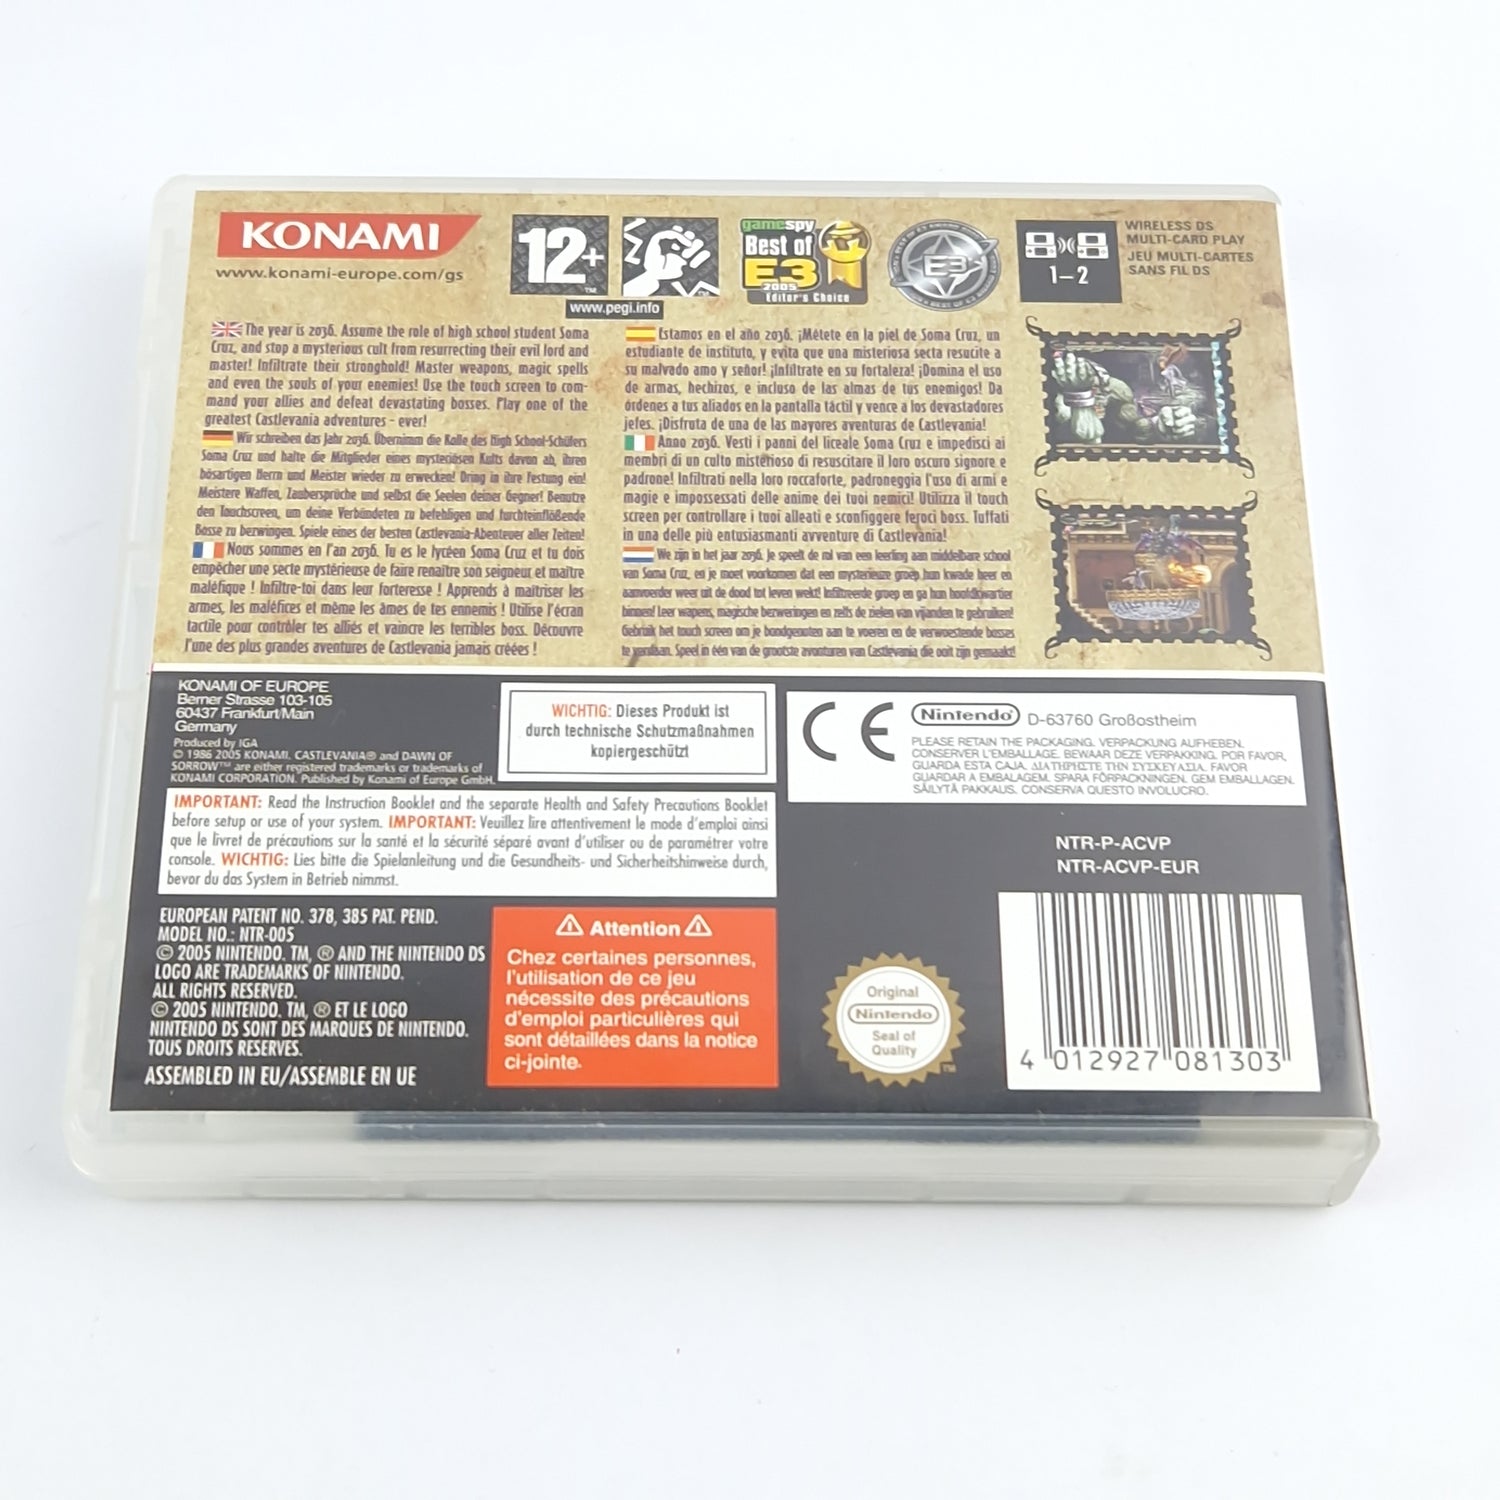 KONAMI
www.konami-europe.com/gs
12+
TM
www.pegi.info
gamespy
Best of
E3
2005
Editor's Choice
E3
1-2
WIRELESS DS
MULTI-CARD PLAY
JEU MULTI-CARTES
SANS FIL DS
The year is 2036. Assume the role of high school student Soma
Cruz, and stop a mysterious cult from resurrecting their evil lord and
master! Infiltrate their stronghold! Master weapons, magic spells
and even the souls of your enemies! Use the touch screen to com-
mand your allies and defeat devastating bosses. Play one of the
greatest Castlevania adventures - ever!
Wir schreiben das Jahr 2036. Übernimm die Rolle des High School-Schülers
Soma Cruz und halte die Mitglieder eines mysteriösen Kults davon ab, ihren
bösartigen Herrn und Meister wieder zu erwecken! Dring in ihre Festung ein!
Meistere Waffen, Zaubersprüche und selbst die Seelen deiner Gegner! Benutze
den Touchscreen, um deine Verbündeten zu befehligen und furchteinflößende
Bosse zu bezwingen. Spiele eines der besten Castlevania-Abenteuer aller Zeiten!
Nous sommes en l'an 2036. Tu es le lycéen Soma Cruz et tu dois
empêcher une secte mystérieuse de faire renaître son seigneur et maître
maléfique ! Infiltre-toi dans leur forteresse ! Apprends à maîtriser les
armes, les maléfices et même les âmes de tes ennemis ! Utilise l'écran
tactile pour contrôler tes alliés et vaincre les terribles boss. Découvre
l'une des plus grandes aventures de Castlevania jamais créées !
Estamos en el año 2036. ¡Métete en la piel de Soma Cruz, un
estudiante de instituto, y evita que una misteriosa secta resucite a
su malvado amo y señor! ¡Infíltrate en su fortaleza! ¡Domina el uso
de armas, hechizos, e incluso de las almas de tus enemigos! Da
órdenes a tus aliados en la pantalla táctil y vence a los devastadores
jefes. ¡Disfruta de una de las mayores aventuras de Castlevania!
Anno 2036. Vesti i panni del liceale Soma Cruz e impedisci ai
membri di un culto misterioso di resuscitare il loro oscuro signore e
padrone! Infiltrati nella loro roccaforte, padroneggia l'uso di armi e
magie e impossessati delle anime dei tuoi nemici! Utilizza il touch
screen per controllare i tuoi alleati e sconfiggere feroci boss. Tuffati
in una delle più entusiasmanti avventure di Castlevania!
We zijn in het jaar 2036. Je speelt de rol van een leerling aan middelbare school
van Soma Cruz, en je moet voorkomen dat een mysterieuze groep hun kwade heer en
aanvoerder weer uit de dood tot leven wekt! Infiltreerde groep en ga hun hoofdkwartier
binnen! Leer wapens, magische bezweringen en zelfs de zielen van vijanden te gebruiken!
Gebruik het touch screen om je bondgenoten aan te voeren en de verwoestende bosses
te verslaan. Speel in één van de grootste avonturen van Castlevania die ooit zijn gemaakt!
KONAMI OF EUROPE
Berner Strasse 103-105
60437 Frankfurt/Main
Germany
Produced by IGA
© 1986 2005 KONAMI. CASTLEVANIA® and DAWN OF
SORROW™ are either registered trademarks or trademarks of
KONAMI CORPORATION. Published by Konami of Europe GmbH.
WICHTIG: Dieses Produkt ist
durch technische Schutzmaßnahmen
kopiergeschützt
CE
Nintendo D-63760 Großostheim
PLEASE RETAIN THE PACKAGING. VERPACKUNG AUFHEBEN.
CONSERVER L'EMBALLAGE. BEWAAR DEZE VERPAKKING. POR FAVOR,
GUARDA ESTA CAJA. ΔΙΑΤΗΡΗΣΤΕ ΤΗΝ ΣΥΣΚΕΥΑΣΙΑ. FAVOR
GUARDAR A EMBALAGEM. SPARA FÖRPACKNINGEN. GEM EMBALLAGEN.
SÄILYTÄ PAKKAUS. CONSERVA QUESTO INVOLUCRO.
IMPORTANT: Read the Instruction Booklet and the separate Health and Safety Precautions Booklet
before setup or use of your system. IMPORTANT: Veuillez lire attentivement le mode d'emploi ainsi
que le livret de précautions sur la santé et la sécurité séparé avant d'utiliser ou de paramétrer votre
console. WICHTIG: Lies bitte die Spielanleitung und die Gesundheits- und Sicherheitshinweise durch,
bevor du das System in Betrieb nimmst.
NTR-P-ACVP
NTR-ACVP-EUR
EUROPEAN PATENT NO. 378, 385 PAT. PEND.
MODEL NO.: NTR-005
© 2005 NINTENDO. TM, ® AND THE NINTENDO DS
LOGO ARE TRADEMARKS OF NINTENDO.
ALL RIGHTS RESERVED.
© 2005 NINTENDO. TM, ® ET LE LOGO
NINTENDO DS SONT DES MARQUES DE NINTENDO.
TOUS DROITS RESERVES.
ASSEMBLED IN EU/ASSEMBLE EN UE
Attention
Chez certaines personnes,
l'utilisation de ce jeu
nécessite des précautions
d'emploi particulières qui
sont détaillées dans la notice
ci-jointe.
Original
Nintendo
Seal of
Quality
TM
4 012927 081303